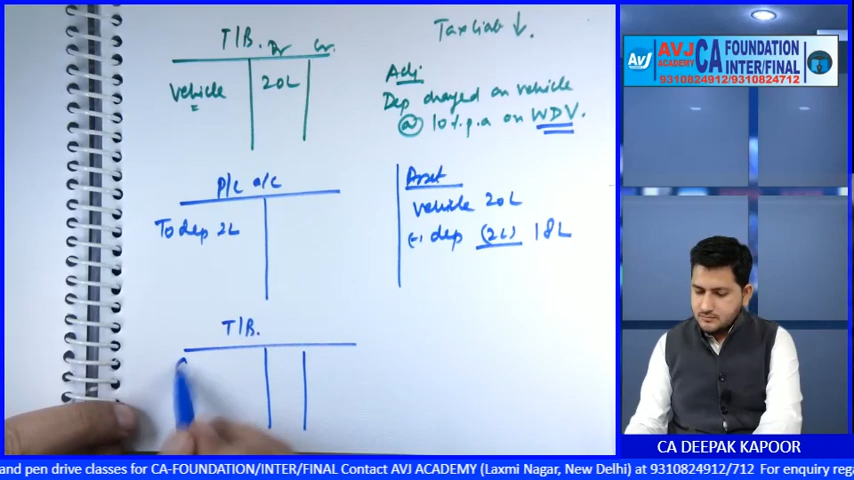 T/B.
Dr Cr.
vehicle 20L
Tax liab ↓.
Adj
Dep charged on vehicle
@ 10%.p.a on WDV.
P/L a/c
To dep 2L
Asset
vehicle 20L
(-) dep (2L) 18L
T/B.
AVJ
AVJ
ACADEMY
CA
FOUNDATION
INTER/FINAL
9310824912/9310824712
CA DEEPAK KAPOOR
and pen drive classes for CA-FOUNDATION/INTER/FINAL Contact AVJ ACADEMY (Laxmi Nagar, New Delhi) at 9310824912/712 For enquiry rega